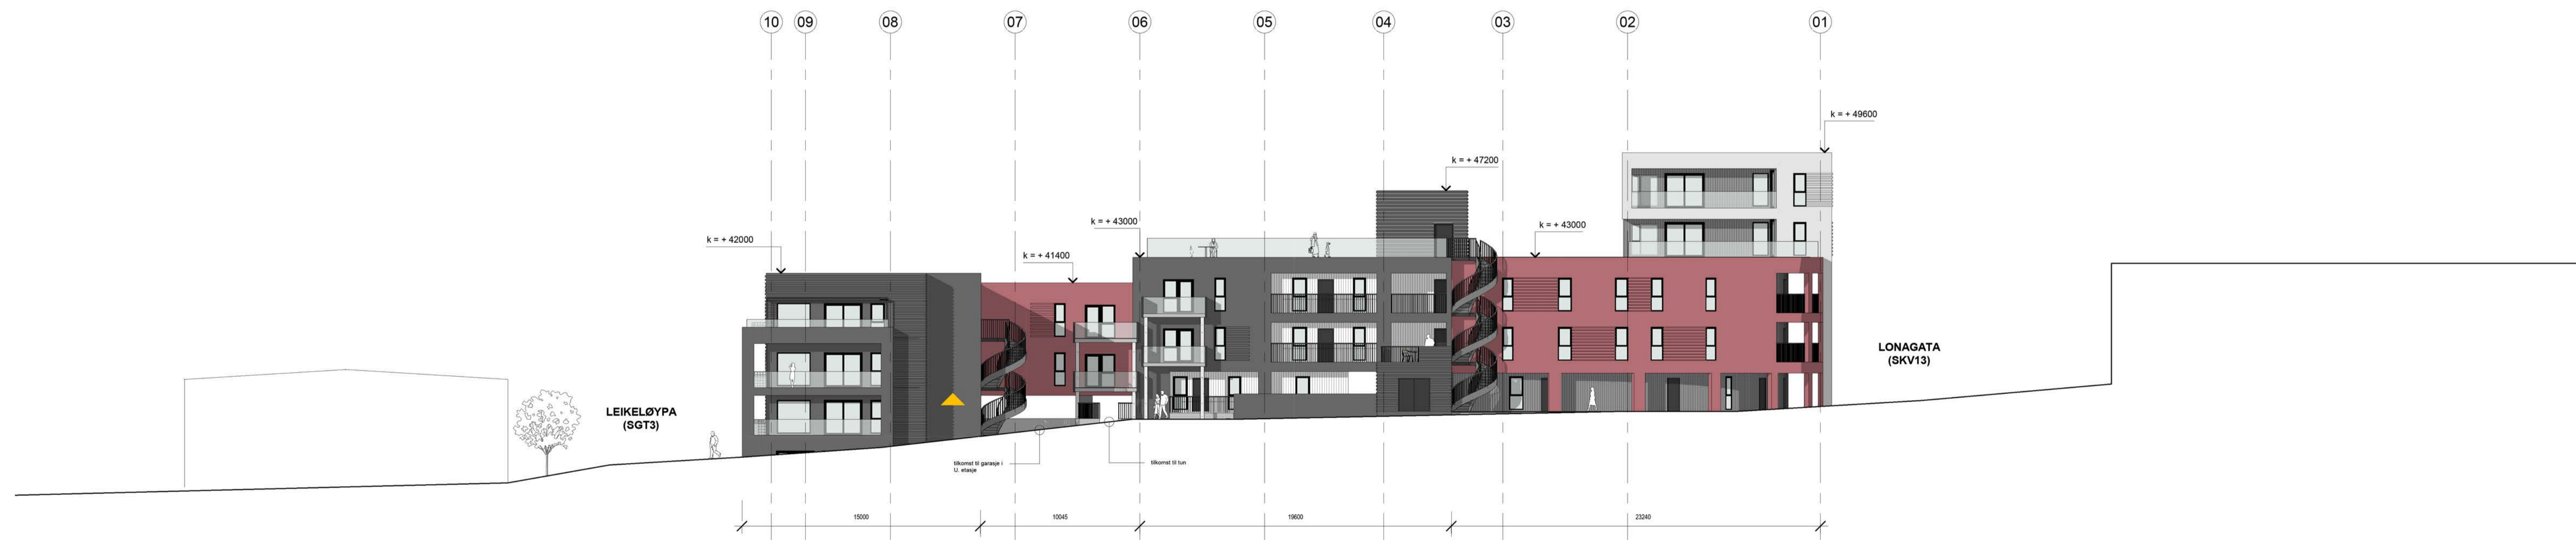 10 09 08 07 06 05 04 03 02 01
k = + 49600
k = + 47200
k = + 43000
k = + 43000
k = + 42000
k = + 41400
LONAGATA
(SKV13)
LEIKELØYPA
(SGT3)
tilkomst til garasje i
U. etasje
tilkomst til tun
15000 10045 19600 23240